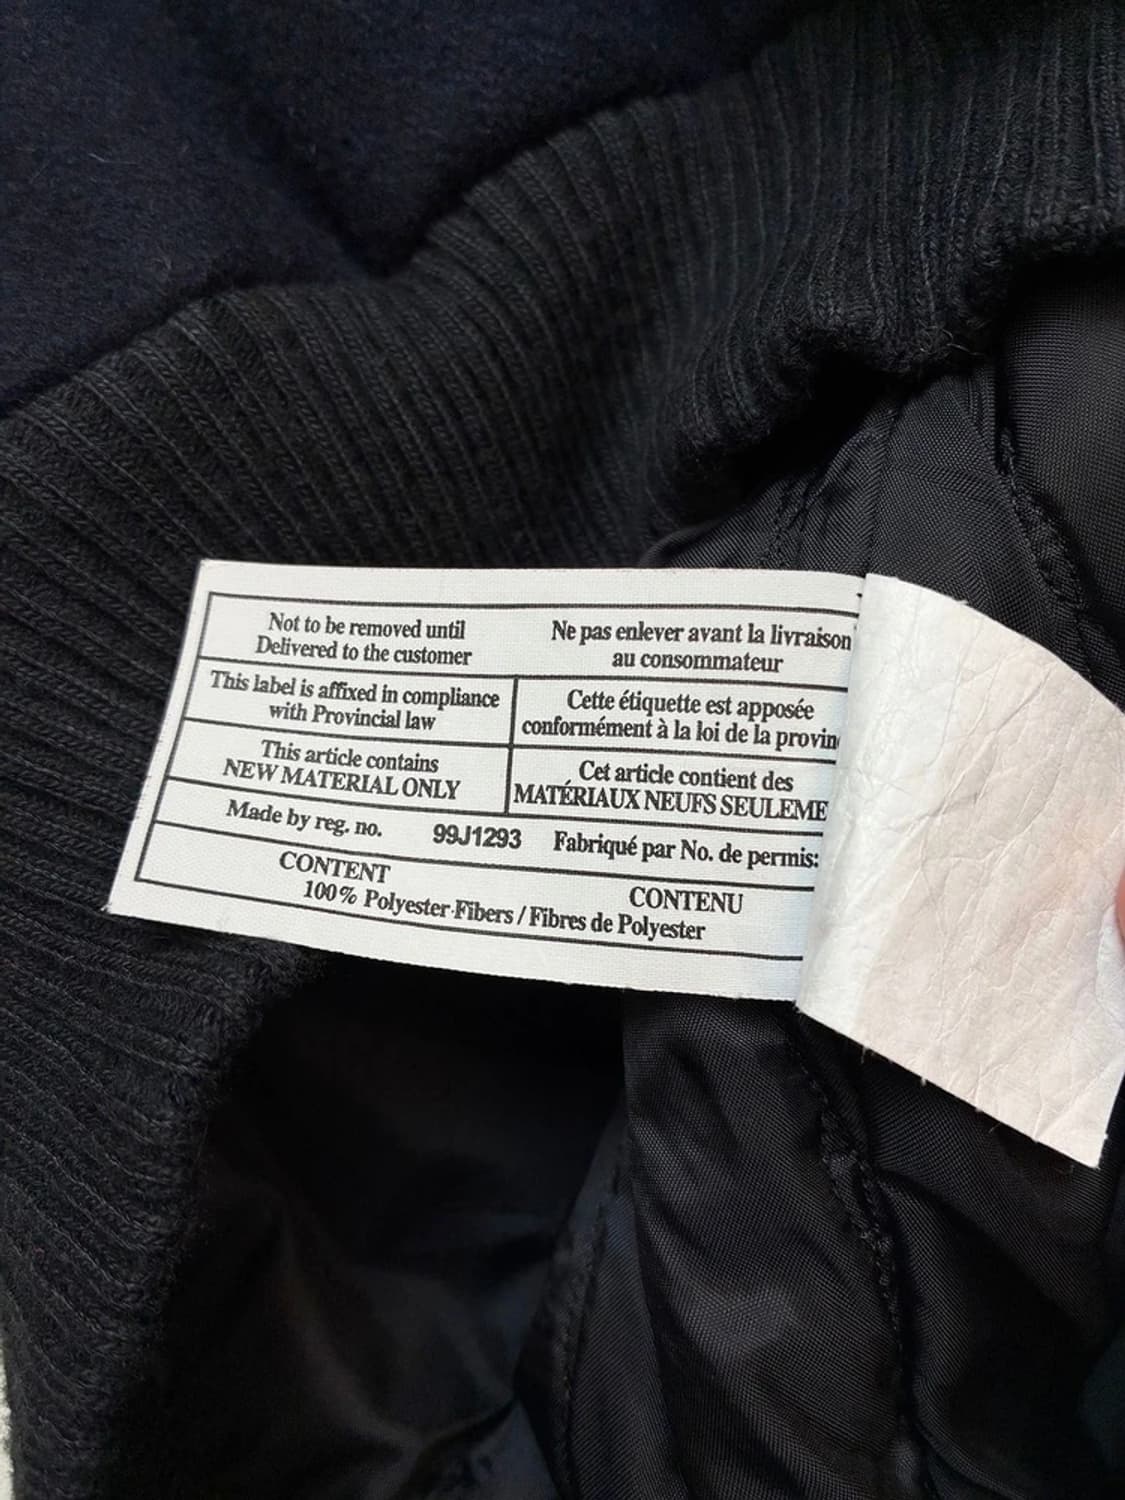 Not to be removed until
Delivered to the customer
Ne pas enlever avant la livraison
au consommateur
This label is affixed in compliance
with Provincial law
Cette étiquette est apposée
conformément à la loi de la provin
This article contains
NEW MATERIAL ONLY
Cet article contient des
MATÉRIAUX NEUFS SEULEME
Made by reg. no. 99J1293 Fabriqué par No. de permis:
CONTENT CONTENU
100% Polyester Fibers / Fibres de Polyester